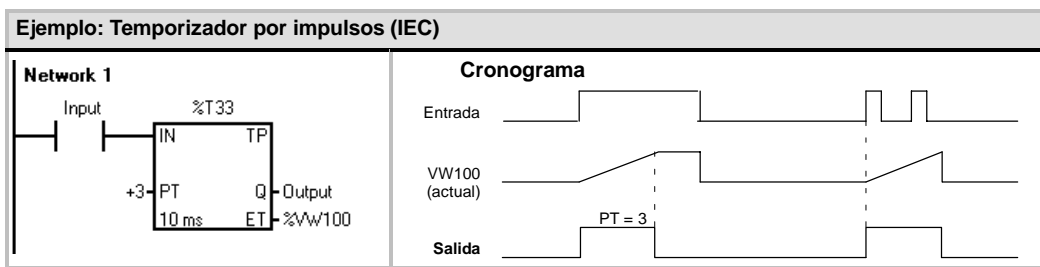 Ejemplo: Temporizador por impulsos (IEC)
Network 1
Input
%T33
IN
TP
+3
PT
Q
Output
10 ms
ET
%VW100
Cronograma
Entrada
VW100
(actual)
PT = 3
Salida